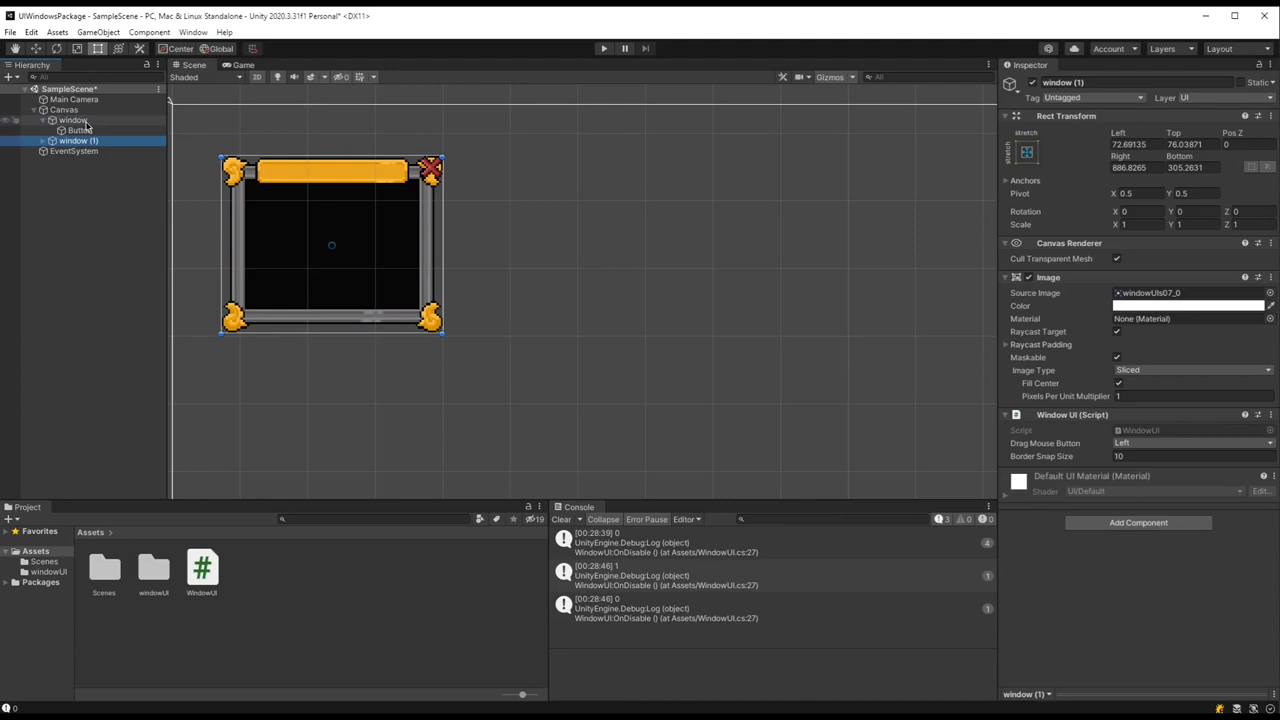 UIWindowsPackage - SampleScene - PC, Mac & Linux Standalone - Unity 2020.3.31f1 Personal* <DX11>
File Edit Assets GameObject Component Window Help
Center Global
Account Layers Layout
Hierarchy
All
SampleScene*
Main Camera
Canvas
window
Button
window (1)
EventSystem
Scene Game
Shaded 2D 0 Gizmos All
Inspector
window (1) Static
Tag Untagged Layer UI
Rect Transform
stretch Left Top Pos Z
stretch 72.69135 76.03871 0
Right Bottom
886.8265 305.2631 R
Anchors
Pivot X 0.5 Y 0.5
Rotation X 0 Y 0 Z 0
Scale X 1 Y 1 Z 1
Canvas Renderer
Cull Transparent Mesh
Image
Source Image windowUIs07_0
Color
Material None (Material)
Raycast Target
Raycast Padding
Maskable
Image Type Sliced
Fill Center
Pixels Per Unit Multiplier 1
Window UI (Script)
Script WindowUI
Drag Mouse Button Left
Border Snap Size 10
Default UI Material (Material)
Shader UI/Default Edit...
Add Component
window (1)
Project
19
Favorites
Assets
Scenes
windowUI
Packages
Assets >
Scenes windowUI WindowUI
Console
Clear Collapse Error Pause Editor 3 0 0
[00:28:39] 0
UnityEngine.Debug:Log (object)
WindowUI:OnDisable () (at Assets/WindowUI.cs:27)
4
[00:28:46] 1
UnityEngine.Debug:Log (object)
WindowUI:OnDisable () (at Assets/WindowUI.cs:27)
1
[00:28:46] 0
UnityEngine.Debug:Log (object)
WindowUI:OnDisable () (at Assets/WindowUI.cs:27)
1
0